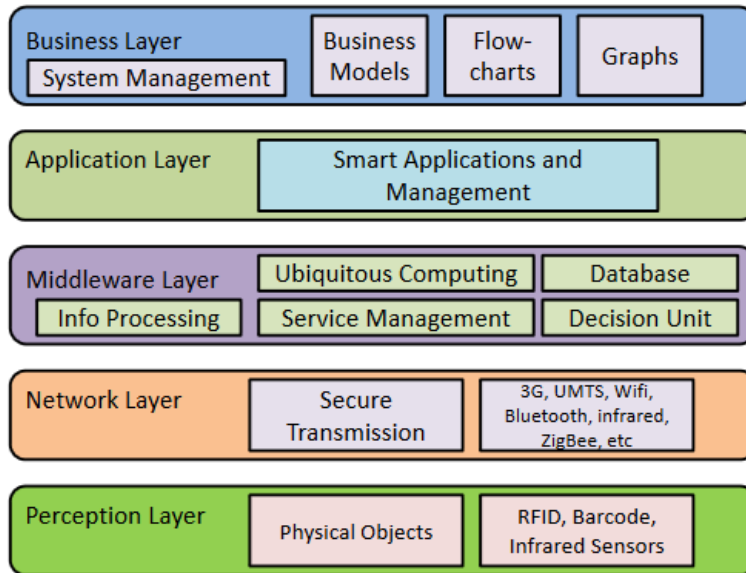 Business Layer
System Management
Business
Models
Flow-
charts
Graphs
Application Layer
Smart Applications and
Management
Middleware Layer
Ubiquitous Computing
Database
Info Processing
Service Management
Decision Unit
Network Layer
Secure
Transmission
3G, UMTS, Wifi,
Bluetooth, infrared,
ZigBee, etc
Perception Layer
Physical Objects
RFID, Barcode,
Infrared Sensors